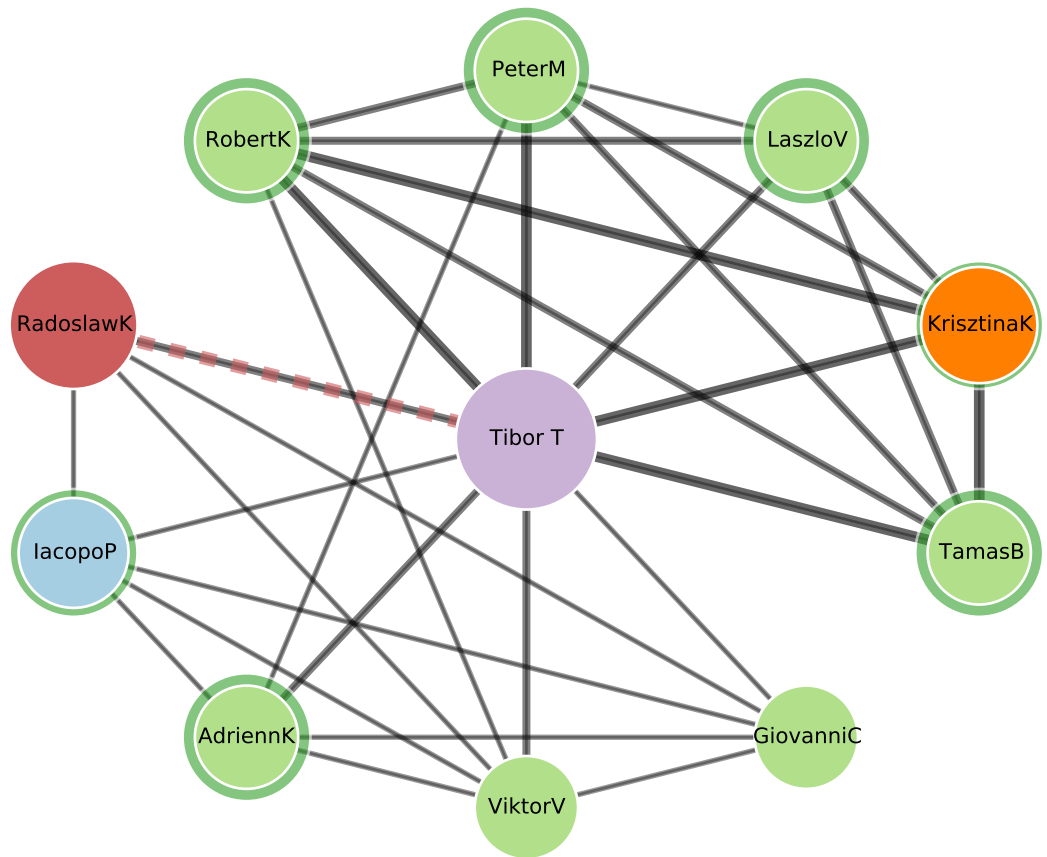 PeterM
RobertK
LaszloV
RadoslawK
KrisztinaK
Tibor T
IacopoP
TamasB
AdriennK
GiovanniC
ViktorV